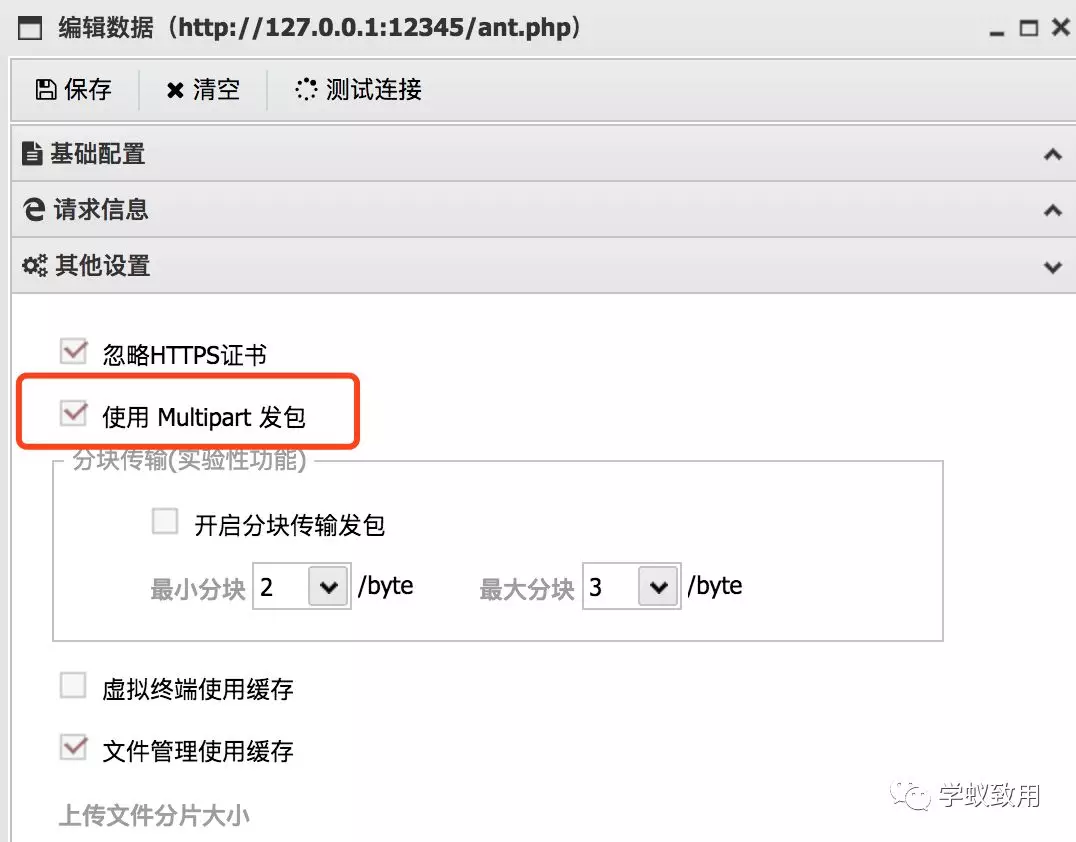 编辑数据（http://127.0.0.1:12345/ant.php）
保存 清空 测试连接
基础配置
请求信息
其他设置
忽略HTTPS证书
使用 Multipart 发包
分块传输(实验性功能)
开启分块传输发包
最小分块 2 /byte 最大分块 3 /byte
虚拟终端使用缓存
文件管理使用缓存
上传文件分片大小
学蚁致用